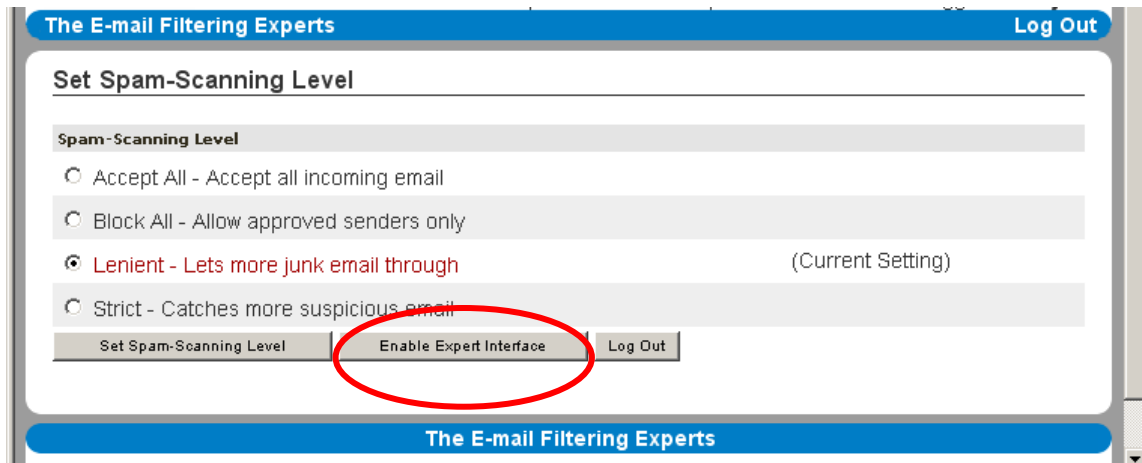 The E-mail Filtering Experts Log Out
Set Spam-Scanning Level
Spam-Scanning Level
Accept All - Accept all incoming email
Block All - Allow approved senders only
Lenient - Lets more junk email through (Current Setting)
Strict - Catches more suspicious email
Set Spam-Scanning Level Enable Expert Interface Log Out
The E-mail Filtering Experts